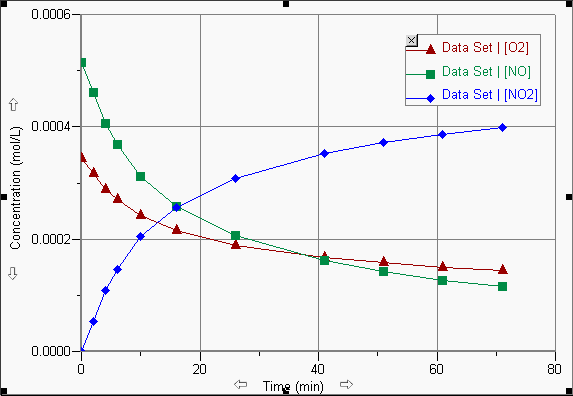 0.0006
Data Set | [O2]
Data Set | [NO]
Data Set | [NO2]
0.0004
Concentration (mol/L)
0.0002
0.0000
0
20
40
60
80
Time (min)